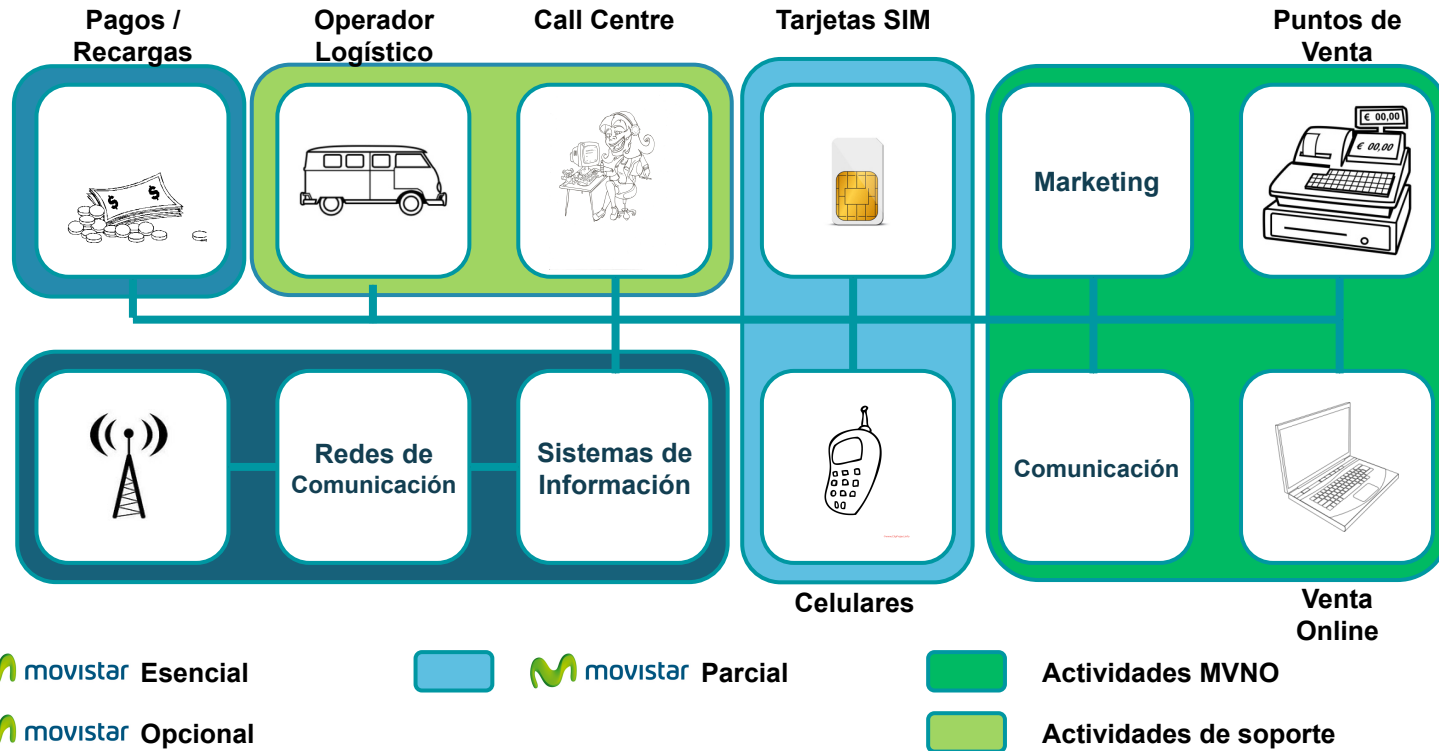 Pagos /
Recargas
Operador
Logístico
Call Centre
Tarjetas SIM
Puntos de
Venta
$ $
€ 00,00
€ 00,00
Marketing
Redes de
Comunicación
Sistemas de
Información
Comunicación
Celulares
Venta
Online
movistar Esencial
movistar Parcial
Actividades MVNO
movistar Opcional
Actividades de soporte